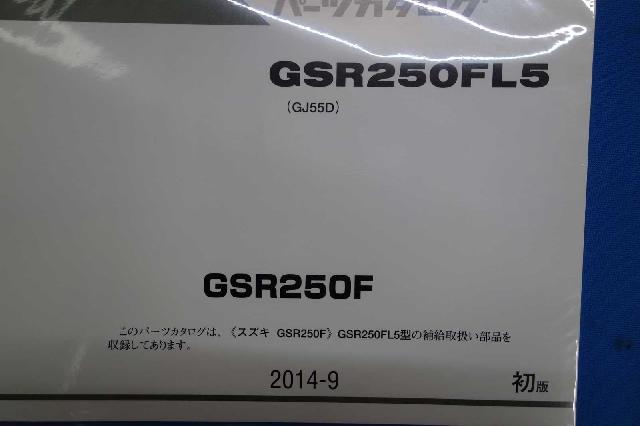 パーツカタログ
GSR250FL5
(GJ55D)
GSR250F
このパーツカタログは、《スズキ GSR250F》GSR250FL5型の補給取扱い部品を
収録してあります。
2014-9 初版